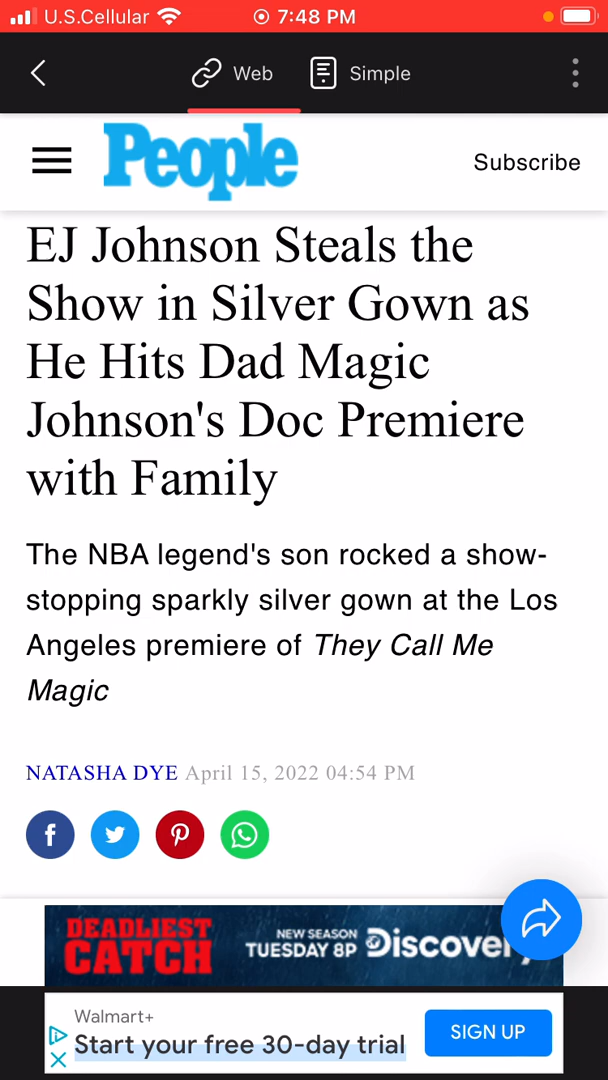 U.S.Cellular 7:48 PM
Web Simple
People Subscribe
EJ Johnson Steals the
Show in Silver Gown as
He Hits Dad Magic
Johnson's Doc Premiere
with Family
The NBA legend's son rocked a show-
stopping sparkly silver gown at the Los
Angeles premiere of They Call Me
Magic
NATASHA DYE April 15, 2022 04:54 PM
DEADLIEST
CATCH
NEW SEASON
TUESDAY 8P
Discovery
Walmart+
Start your free 30-day trial
SIGN UP